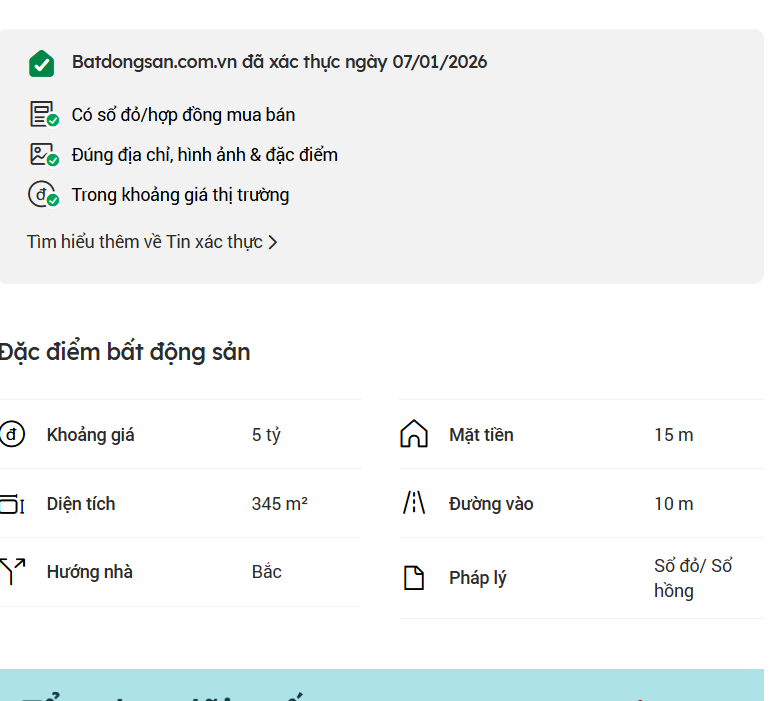 Batdongsan.com.vn đã xác thực ngày 07/01/2026
Có sổ đỏ/hợp đồng mua bán
Đúng địa chỉ, hình ảnh & đặc điểm
đ
Trong khoảng giá thị trường
Tìm hiểu thêm về Tin xác thực
Đặc điểm bất động sản
đ Khoảng giá 5 tỷ
Mặt tiền 15 m
Diện tích 345 m²
Đường vào 10 m
Hướng nhà Bắc
Pháp lý Sổ đỏ/ Sổ
hồng